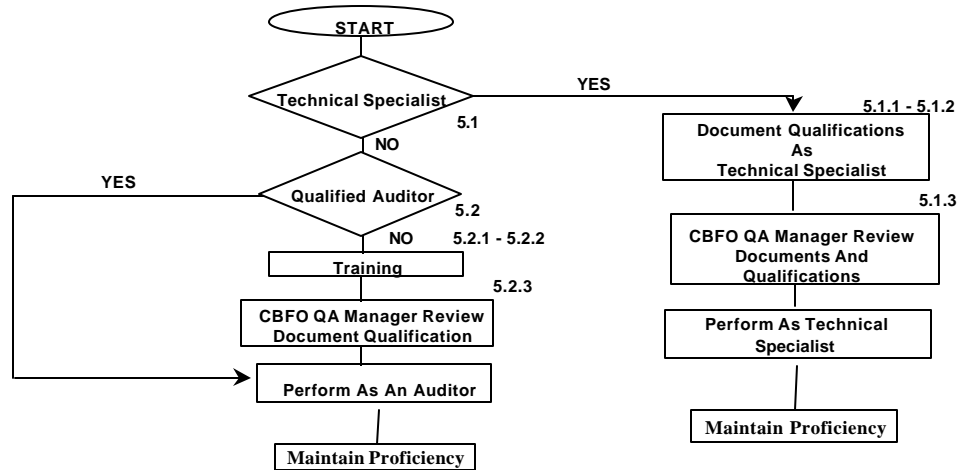 START
Technical Specialist
5.1
YES
NO
5.1.1 - 5.1.2
Document Qualifications
As
Technical Specialist
YES
Qualified Auditor
5.2
NO
5.2.1 - 5.2.2
Training
5.1.3
CBFO QA Manager Review
Documents And
Qualifications
5.2.3
CBFO QA Manager Review
Document Qualification
Perform As Technical
Specialist
Perform As An Auditor
Maintain Proficiency
Maintain Proficiency